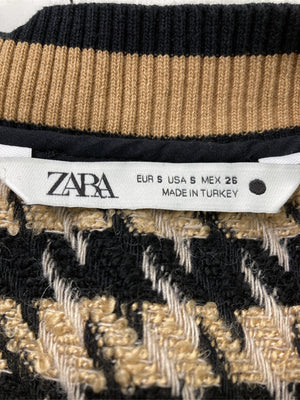 ZARA
EUR S USA S MEX 26
MADE IN TURKEY